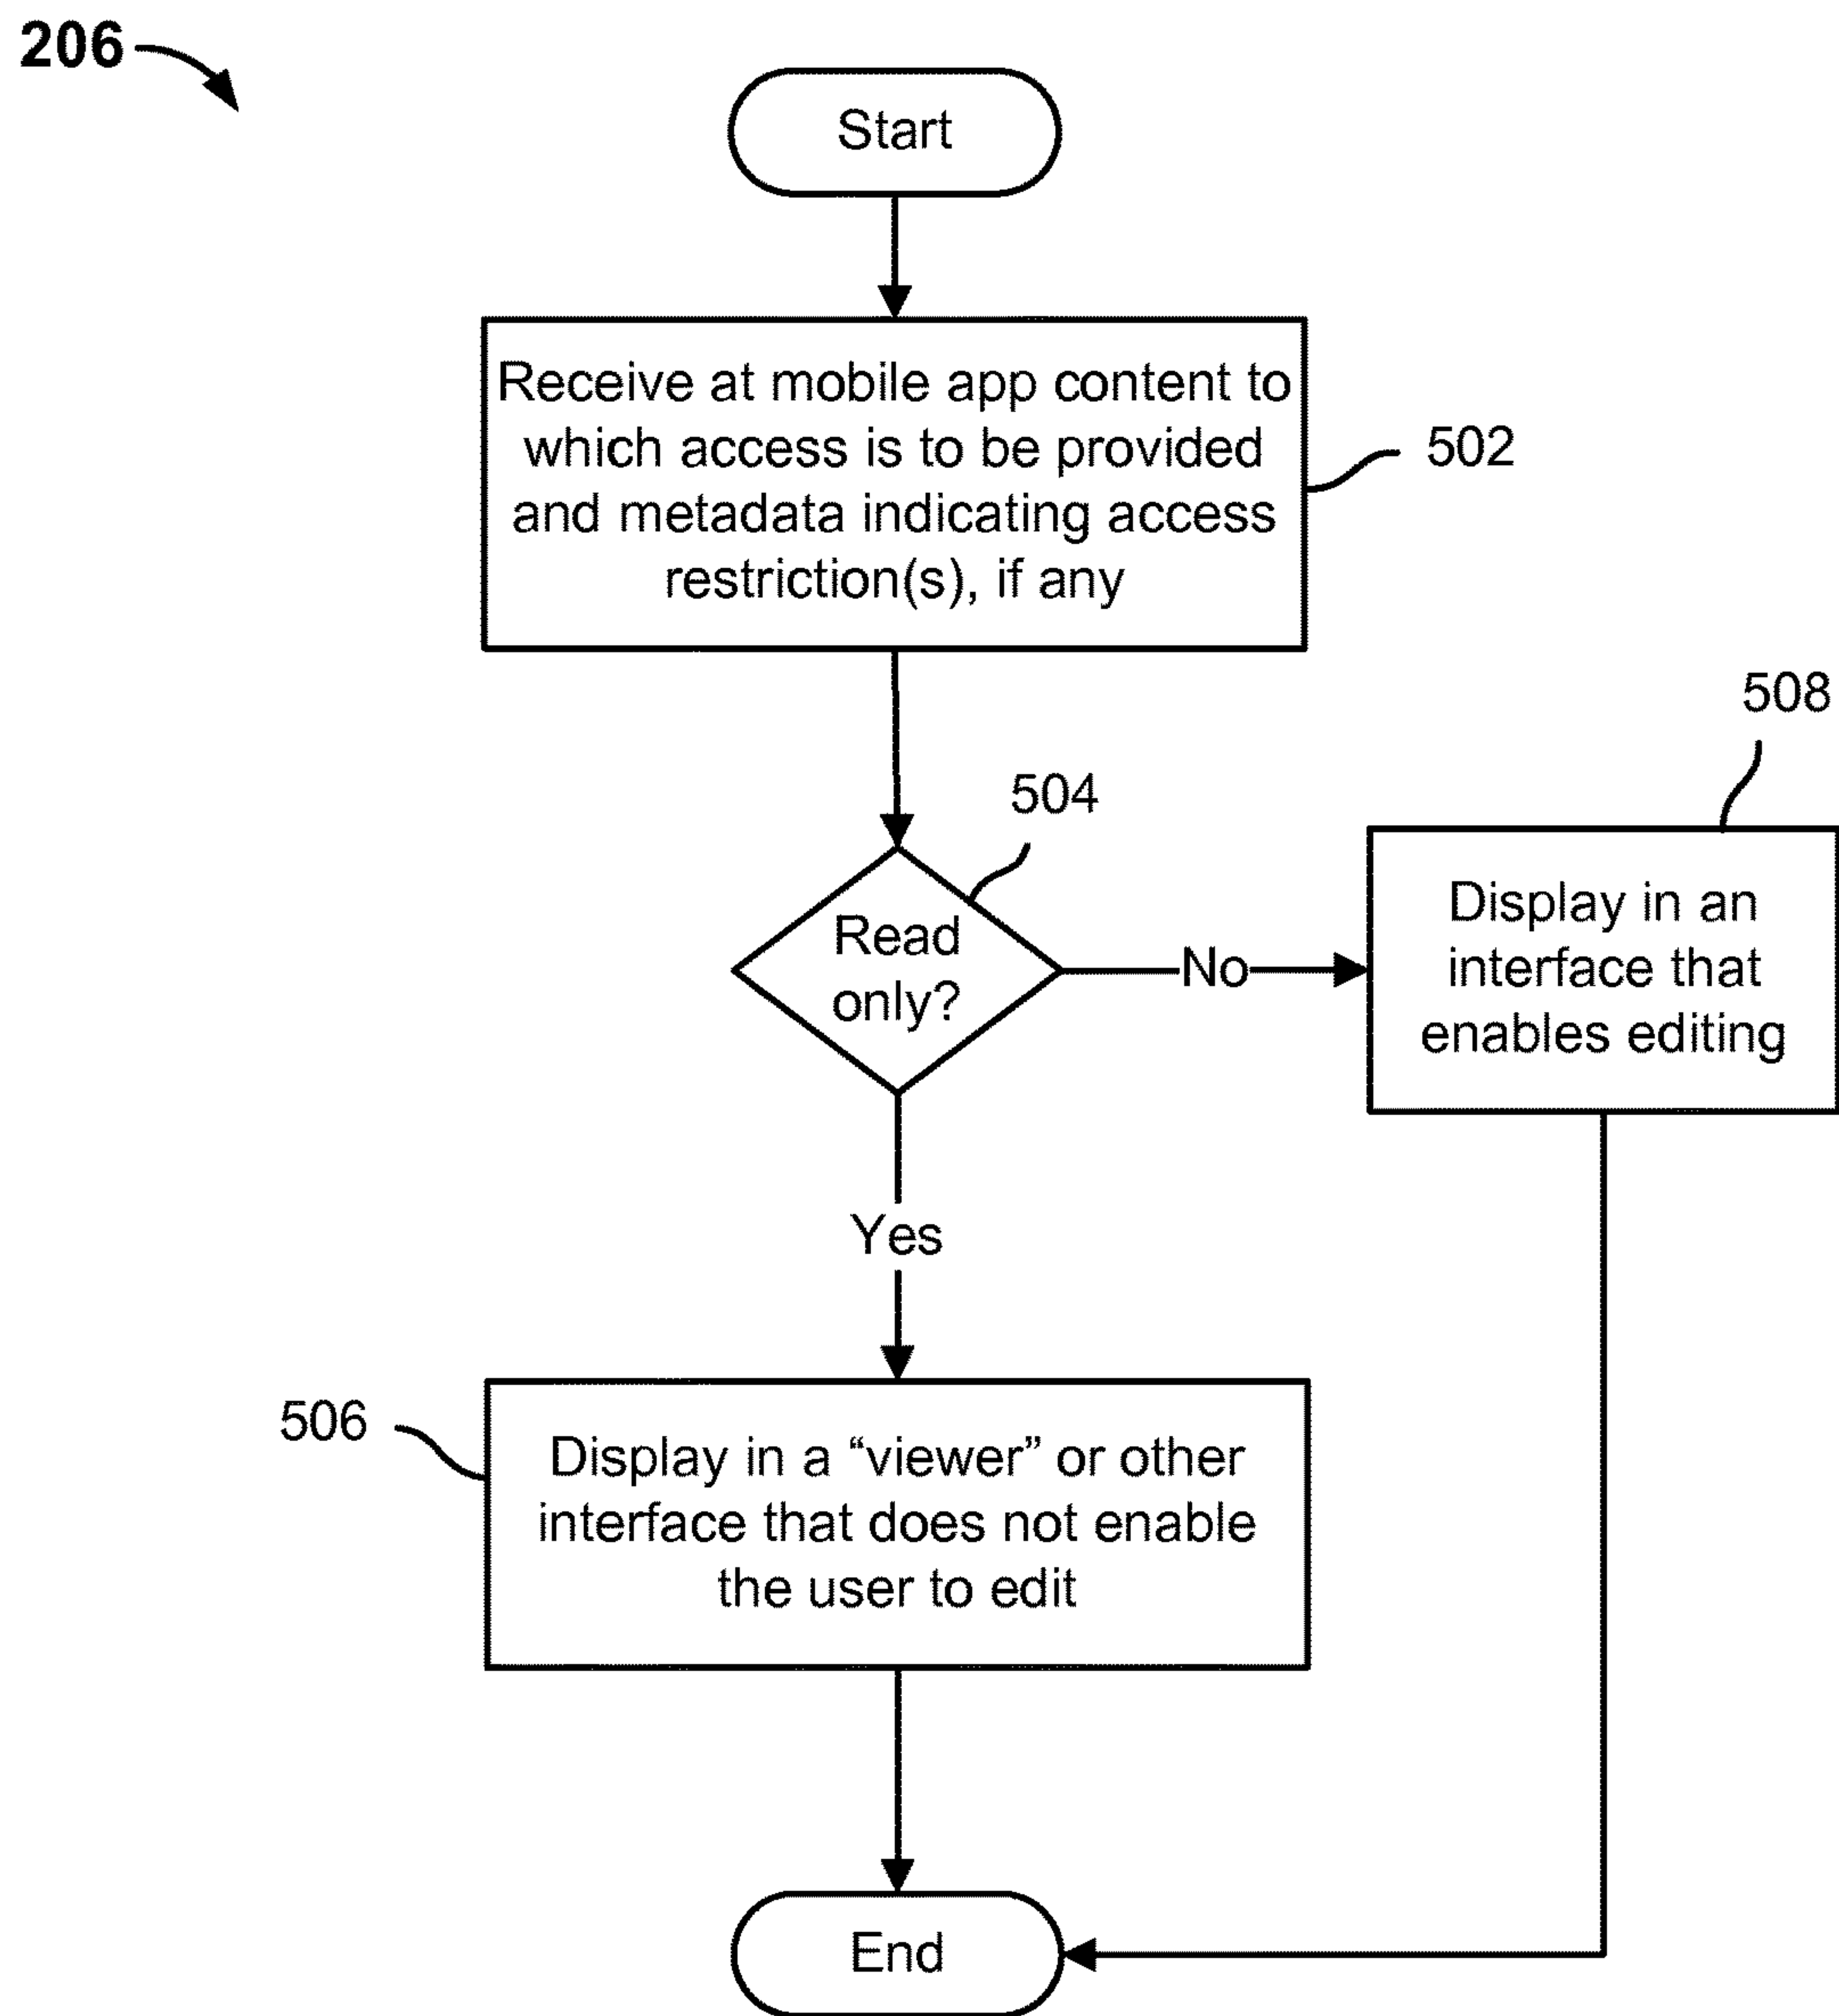 206
Start
Receive at mobile app content to
which access is to be provided
and metadata indicating access
restriction(s), if any
502
504
Read
only?
No
508
Display in an
interface that
enables editing
Yes
506
Display in a “viewer” or other
interface that does not enable
the user to edit
End